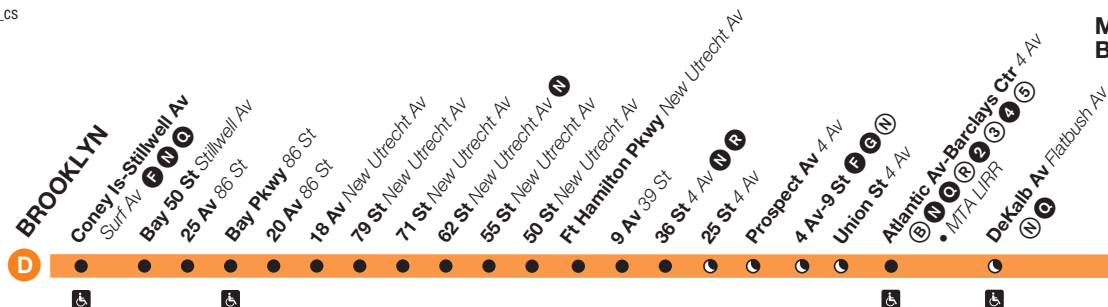 _CS
BROOKLYN
Coney Is-Stillwell Av
Surf Av F N Q
Bay 50 St Stillwell Av
25 Av 86 St
Bay Pkwy 86 St
20 Av 86 St
18 Av New Utrecht Av
79 St New Utrecht Av
71 St New Utrecht Av
62 St New Utrecht Av N
55 St New Utrecht Av
50 St New Utrecht Av
Ft Hamilton Pkwy New Utrecht Av
9 Av 39 St
36 St 4 Av N R
25 St 4 Av
Prospect Av 4 Av
4 Av-9 St F G N
Union St 4 Av
Atlantic Av-Barclays Ctr 4 Av
B N Q R 2 3 4 5
• MTA LIRR
DeKalb Av Flatbush Av
N Q
M
B
D